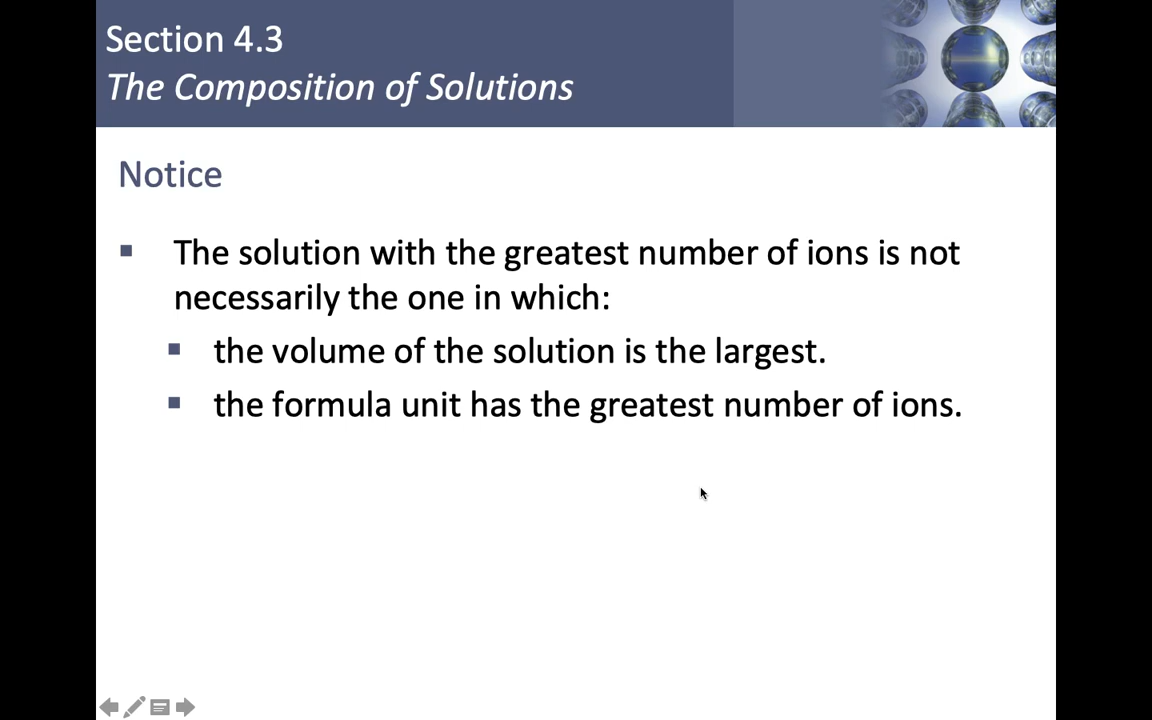 Section 4.3
The Composition of Solutions
Notice
The solution with the greatest number of ions is not
necessarily the one in which:
the volume of the solution is the largest.
the formula unit has the greatest number of ions.